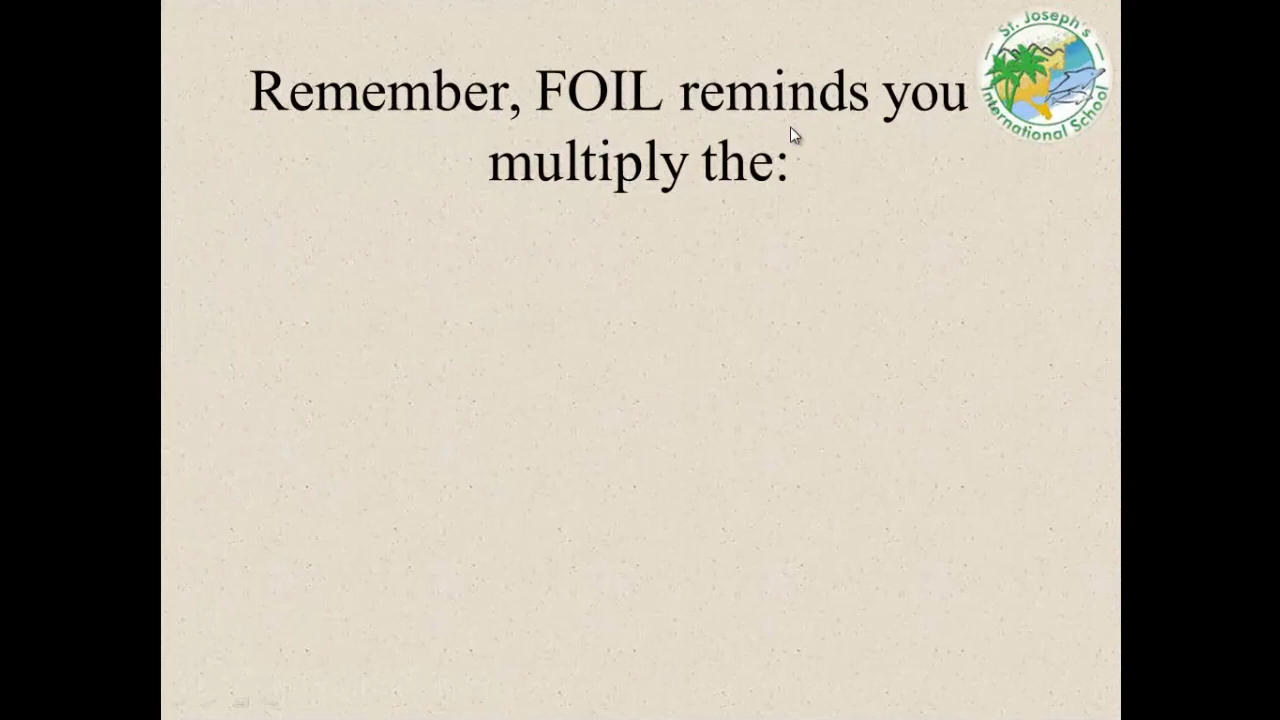 Remember, FOIL reminds you
multiply the:
St. Joseph's
International School